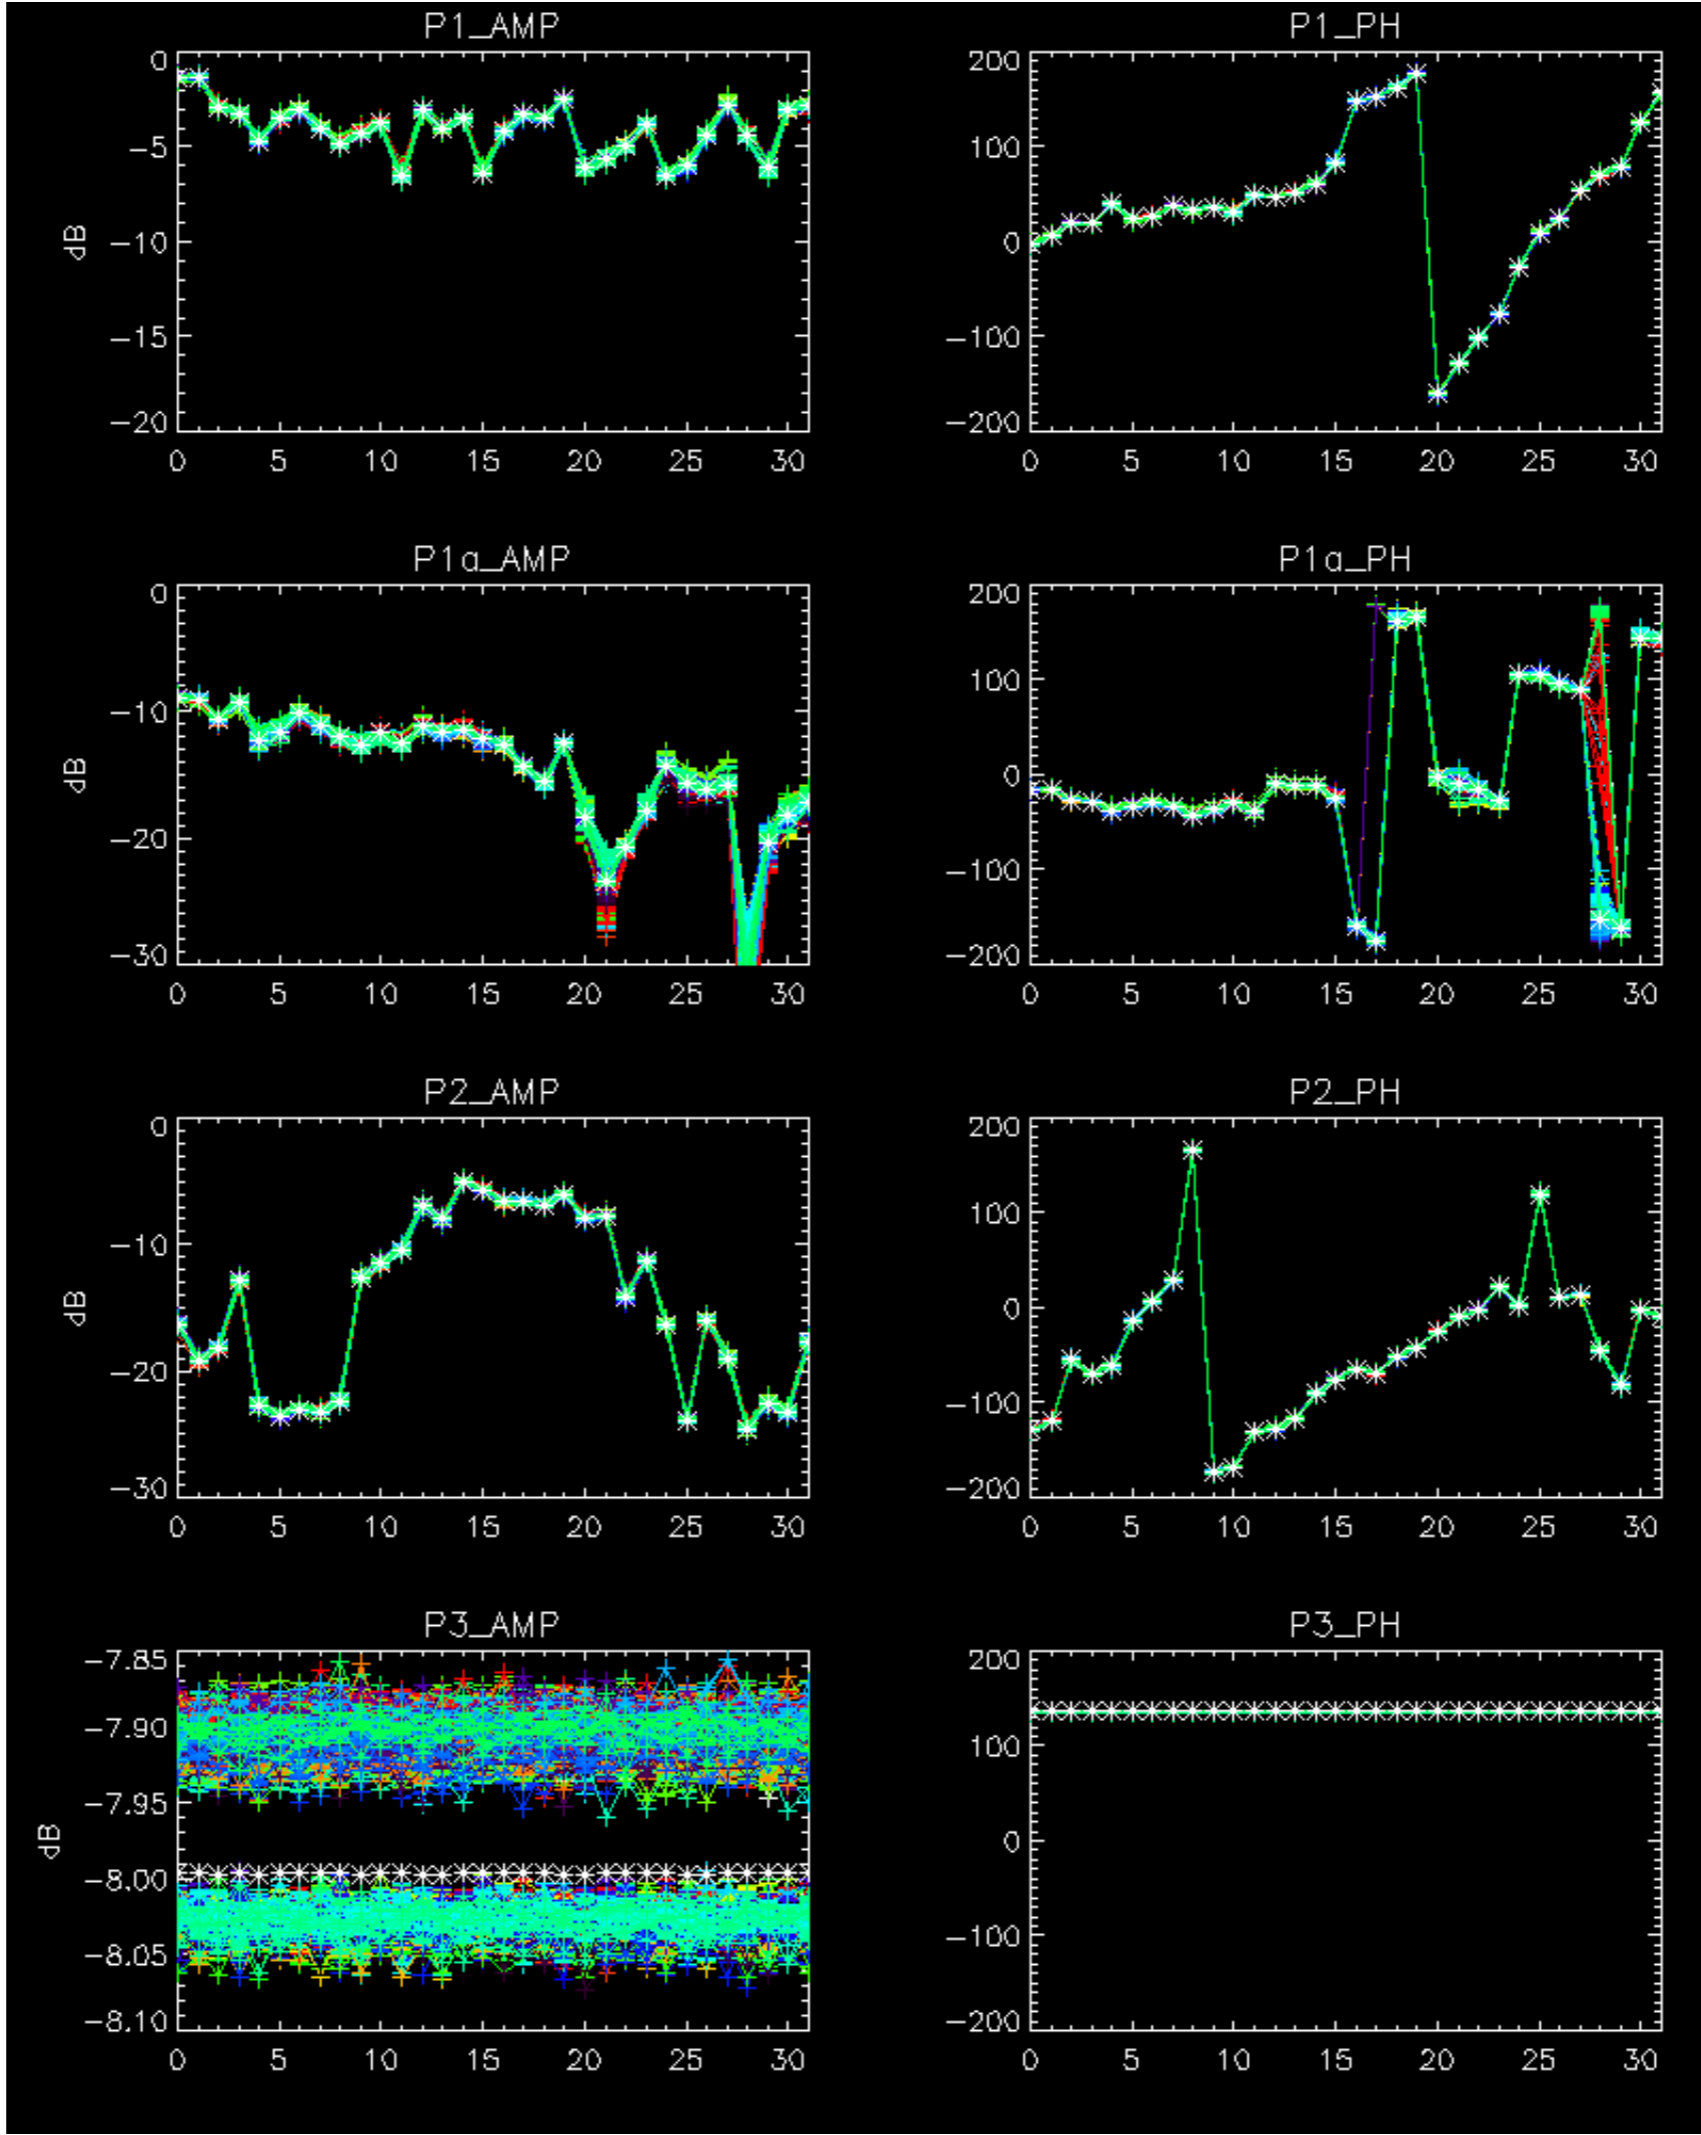 P1_AMP P1_PH
0 200
-5 100
dB -10 0
-15 -100
-20 -200
0 5 10 15 20 25 30 0 5 10 15 20 25 30
P1a_AMP P1a_PH
0 200
-10 100
dB 0
-20 -100
-30 -200
0 5 10 15 20 25 30 0 5 10 15 20 25 30
P2_AMP P2_PH
0 200
-10 100
dB 0
-20 -100
-30 -200
0 5 10 15 20 25 30 0 5 10 15 20 25 30
P3_AMP P3_PH
-7.85 200
-7.90 100
-7.95
dB 0
-8.00
-8.05 -100
-8.10 -200
0 5 10 15 20 25 30 0 5 10 15 20 25 30